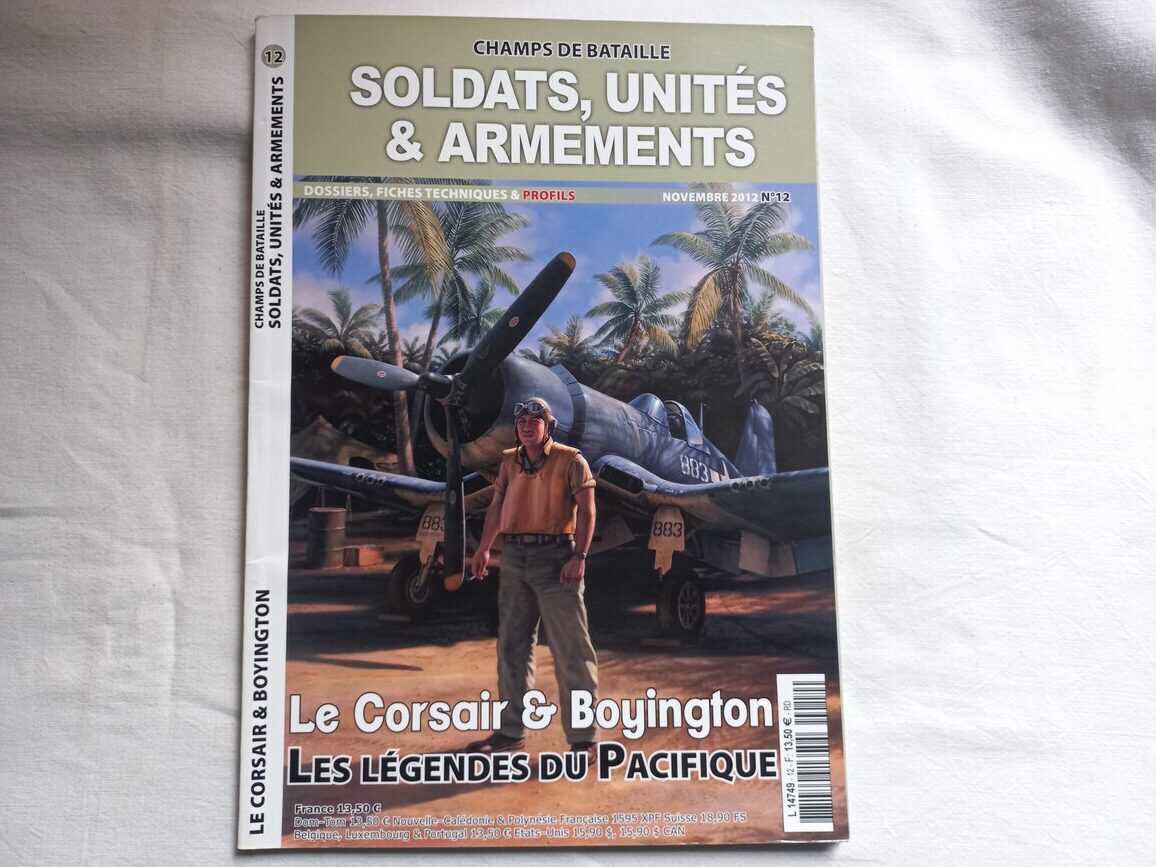 12
CHAMPS DE BATAILLE
SOLDATS, UNITÉS & ARMEMENTS
LE CORSAIR & BOYINGTON
CHAMPS DE BATAILLE
SOLDATS, UNITÉS
& ARMEMENTS
DOSSIERS, FICHES TECHNIQUES & PROFILS
NOVEMBRE 2012 N°12
883
883
883
Le Corsair & Boyington
LES LÉGENDES DU PACIFIQUE
France 13,50 €
Dom-Tom 13,50 € Nouvelle-Calédonie & Polynésie Française 1595 XPF Suisse 18,90 FS
Belgique, Luxembourg & Portugal 13,50 € Etats-Unis 15,90 $, 15,90 $ CAN
L 14749 - 12 - F: 13,50 € - RD